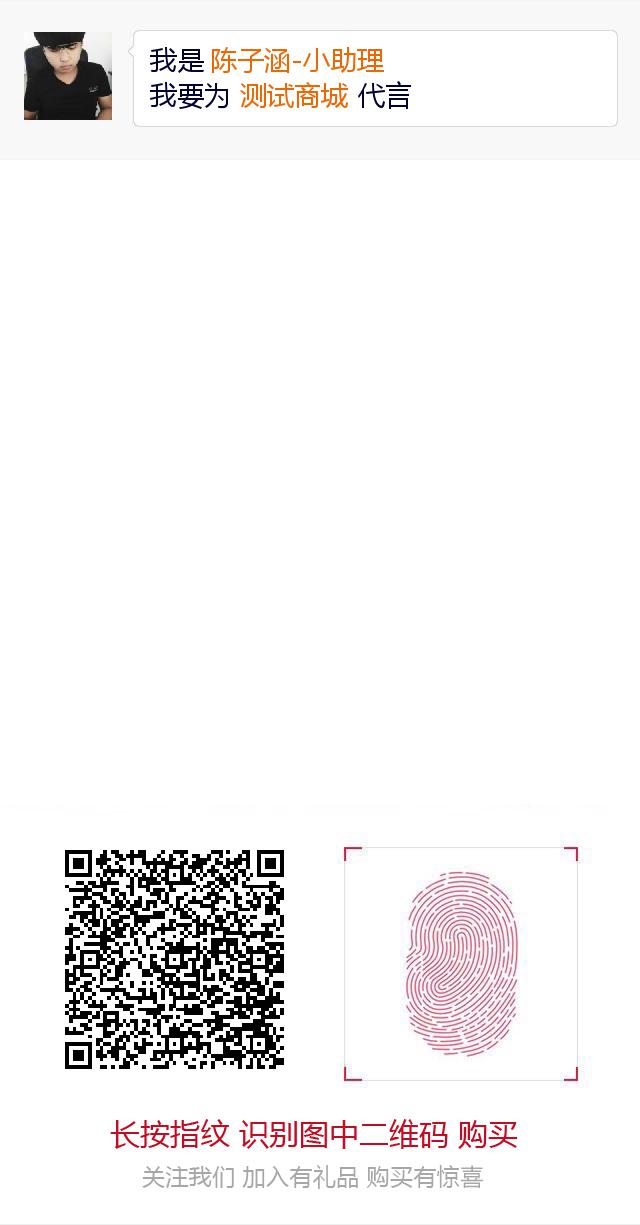 我是 陈子涵-小助理
我要为 测试商城 代言
长按指纹 识别图中二维码 购买
关注我们 加入有礼品 购买有惊喜